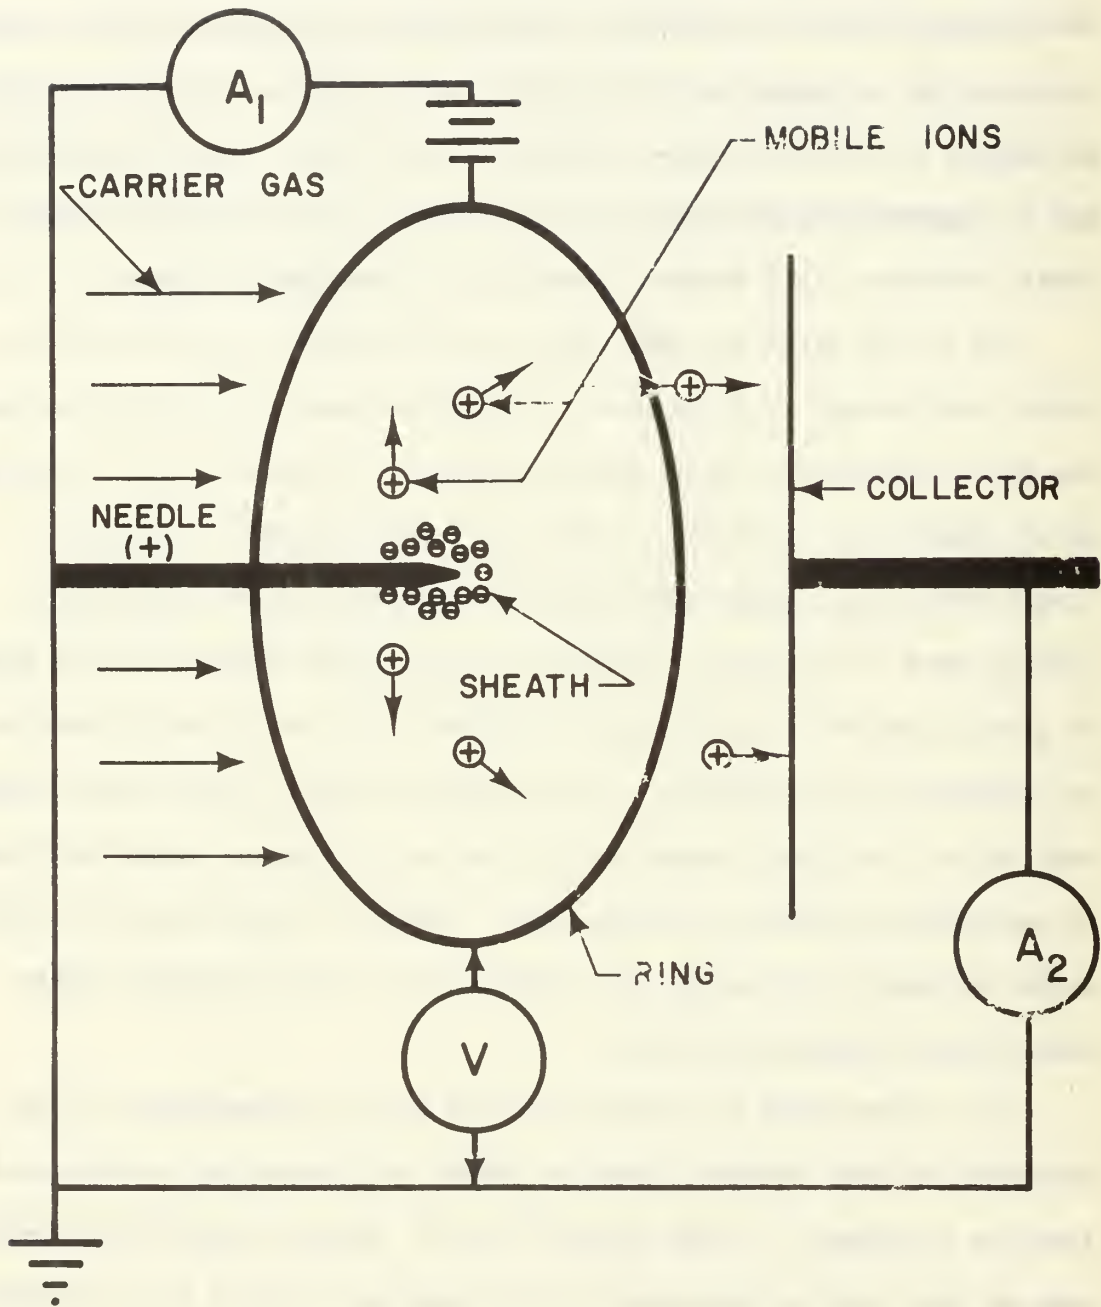 A1
MOBILE IONS
CARRIER GAS
COLLECTOR
NEEDLE
(+)
SHEATH
RING
A2
V